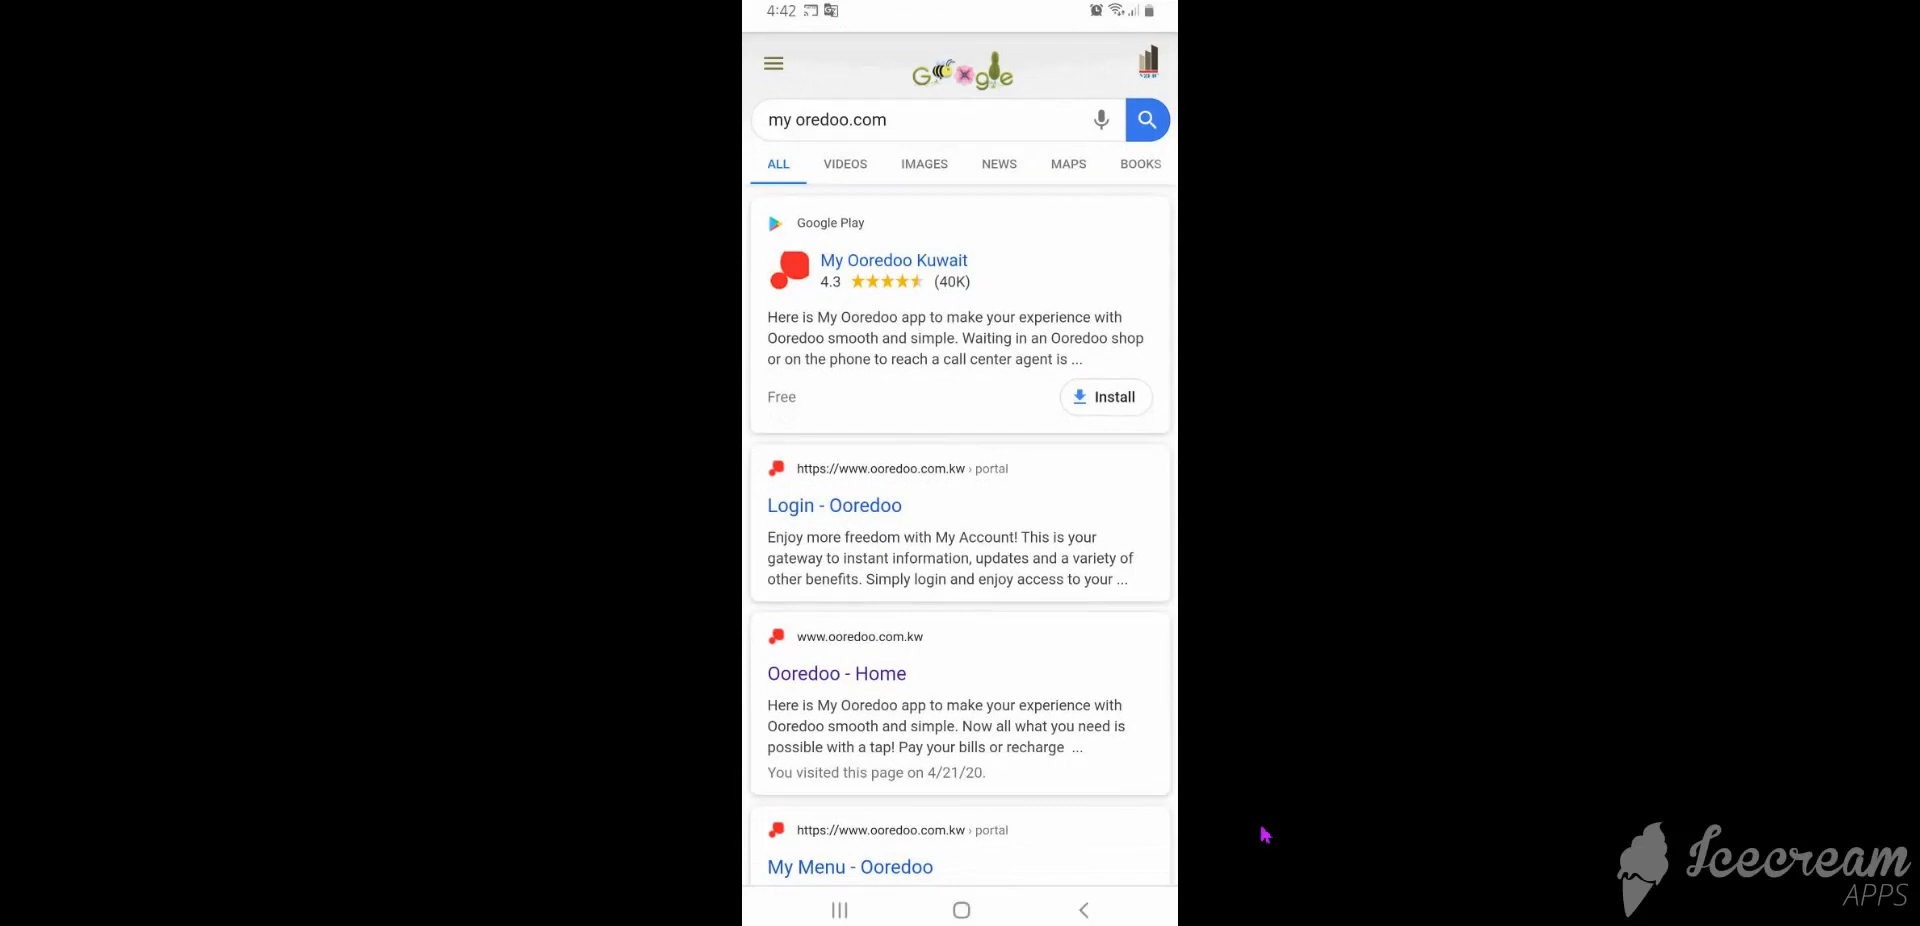 4:42
Google
my oredoo.com
ALL VIDEOS IMAGES NEWS MAPS BOOKS
Google Play
My Ooredoo Kuwait
4.3 (40K)
Here is My Ooredoo app to make your experience with
Ooredoo smooth and simple. Waiting in an Ooredoo shop
or on the phone to reach a call center agent is ...
Free
Install
https://www.ooredoo.com.kw › portal
Login - Ooredoo
Enjoy more freedom with My Account! This is your
gateway to instant information, updates and a variety of
other benefits. Simply login and enjoy access to your ...
www.ooredoo.com.kw
Ooredoo - Home
Here is My Ooredoo app to make your experience with
Ooredoo smooth and simple. Now all what you need is
possible with a tap! Pay your bills or recharge ...
You visited this page on 4/21/20.
https://www.ooredoo.com.kw › portal
My Menu - Ooredoo
Icecream
APPS